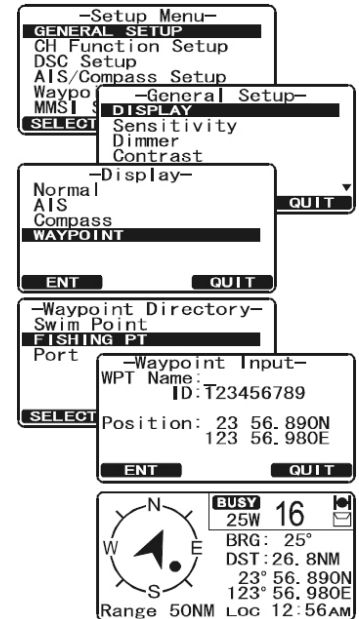 —Setup Menu—
GENERAL SETUP
CH Function Setup
DSC Setup
AIS/Compass Setup
Waypoi
MMSI S
SELECT
—General Setup—
DISPLAY
Sensitivity
Dimmer
Contrast
QUIT
—Display—
Normal
AIS
Compass
WAYPOINT
ENT QUIT
—Waypoint Directory—
Swim Point
FISHING PT
Port
SELECT
—Waypoint Input—
WPT Name:_
ID:123456789
Position: 23 56.890N
123 56.980E
ENT QUIT
N
W E
S
Range 50NM
BUSY
25W 16
BRG: 25°
DST:26.8NM
23°56.890N
123°56.980E
LOC 12:56AM